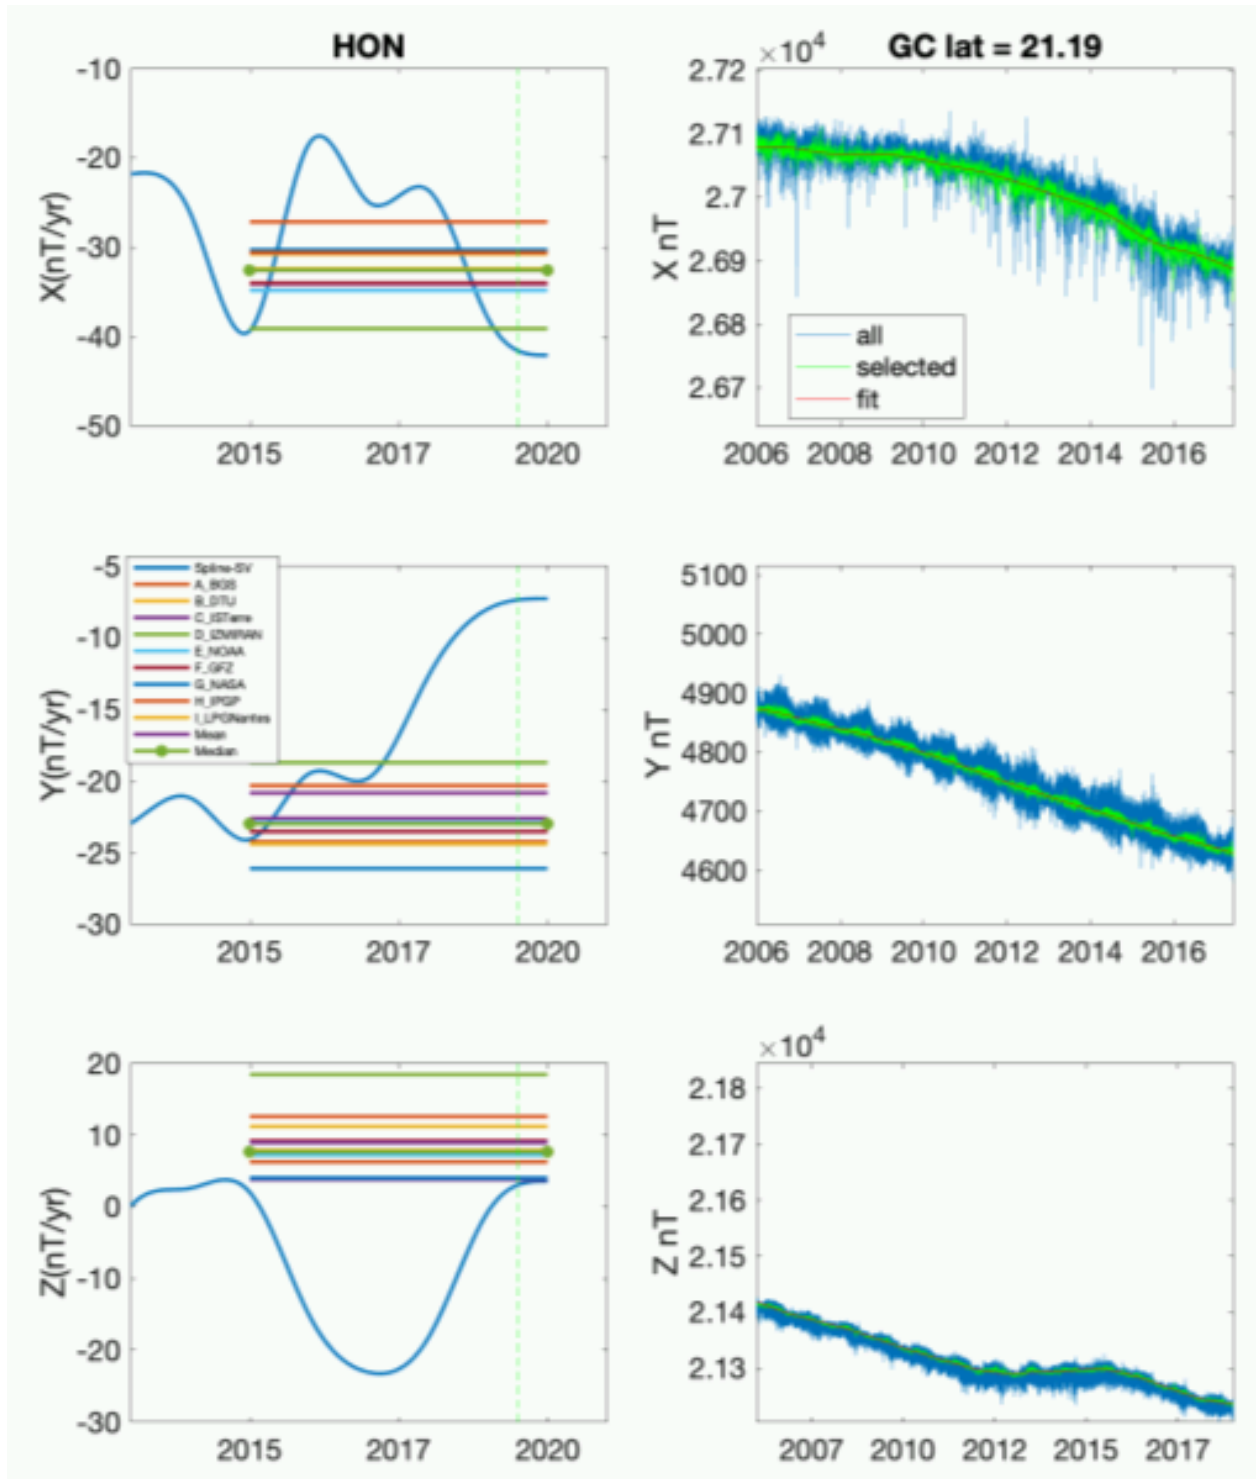 HON
X(nT/yr)
-10
-20
-30
-40
-50
2015 2017 2020
GC lat = 21.19
×10⁴
X nT
2.72
2.71
2.7
2.69
2.68
2.67
all
selected
fit
2006 2008 2010 2012 2014 2016
Y(nT/yr)
-5
-10
-15
-20
-25
-30
Spline-SV
A_BGS
B_DTU
C_ISTerre
D_IZMIRAN
E_NOAA
F_GFZ
G_NASA
H_IPGP
I_LPGNantes
Mean
Median
2015 2017 2020
Y nT
5100
5000
4900
4800
4700
4600
2006 2008 2010 2012 2014 2016
Z(nT/yr)
20
10
0
-10
-20
-30
2015 2017 2020
×10⁴
Z nT
2.18
2.17
2.16
2.15
2.14
2.13
2007 2010 2012 2015 2017